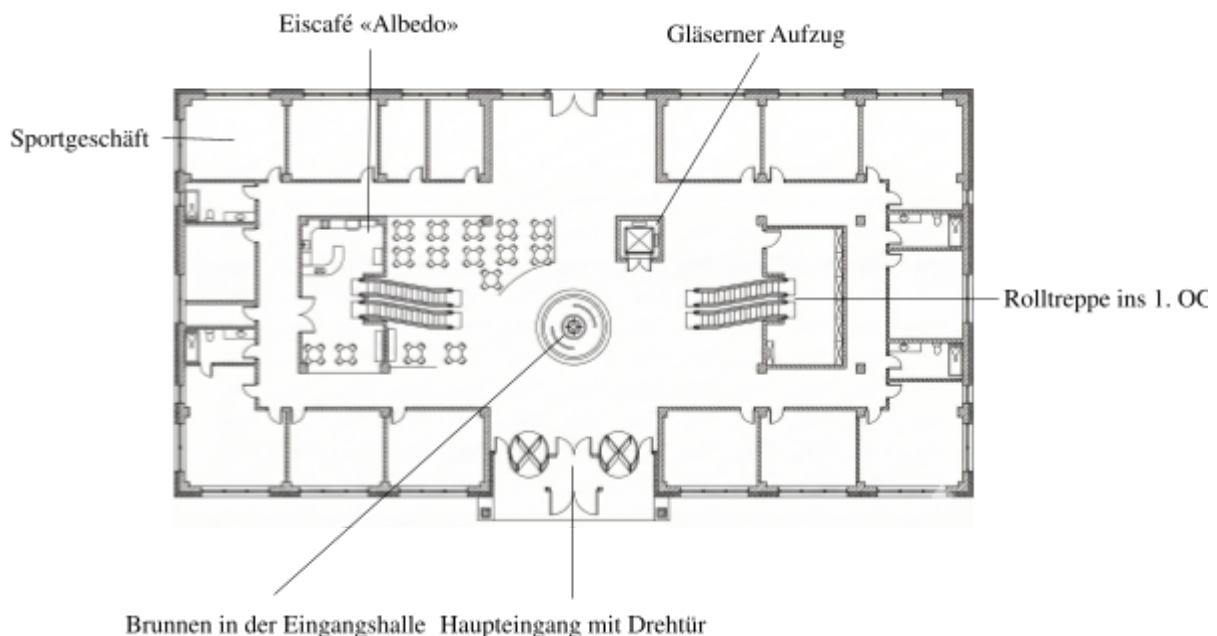 Eiscafé «Albedo»
Gläserner Aufzug
Sportgeschäft
Rolltreppe ins 1. OG
Brunnen in der Eingangshalle
Haupteingang mit Drehtür